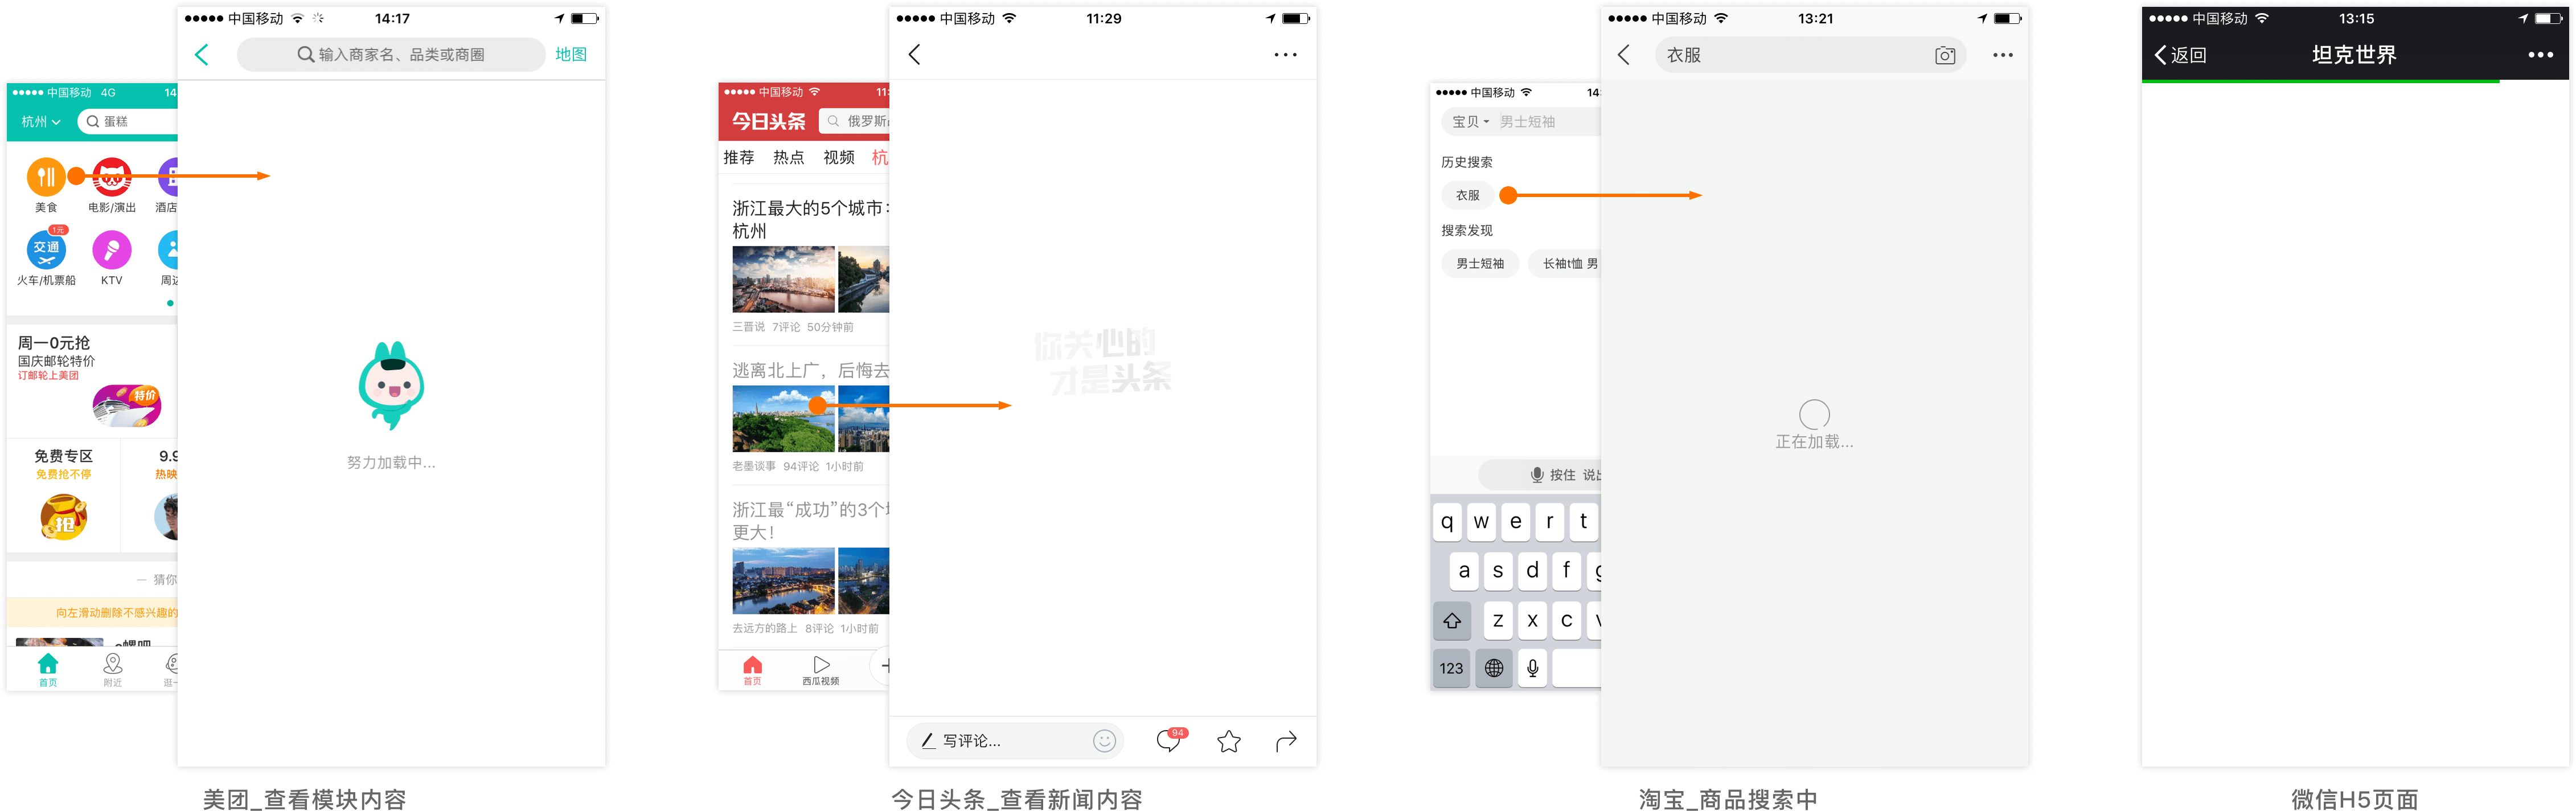 中国移动 14:17
输入商家名、品类或商圈 地图
中国移动 4G 14
杭州 蛋糕
美食 电影/演出 酒店
1元
交通
火车/机票船 KTV 周边
周一0元抢
国庆邮轮特价
订邮轮上美团
特价
免费专区 9.9
免费抢不停 热映
抢
猜你
向左滑动删除不感兴趣的
首页 附近 逛一
努力加载中...
美团_查看模块内容
中国移动 11:29
中国移动 11:
今日头条 俄罗斯
推荐 热点 视频 杭
浙江最大的5个城市：
杭州
三晋说 7评论 50分钟前
逃离北上广，后悔去
老墨谈事 94评论 1小时前
浙江最“成功”的3个城
更大！
去远方的路上 8评论 1小时前
首页 西瓜视频
你关心的
才是头条
写评论... 94
今日头条_查看新闻内容
中国移动 13:21
衣服
中国移动 14:
宝贝 男士短袖
历史搜索
衣服
搜索发现
男士短袖 长袖t恤 男
按住 说出
q w e r t
a s d f g
z x c v
123
正在加载...
淘宝_商品搜索中
中国移动 13:15
返回 坦克世界
微信H5页面